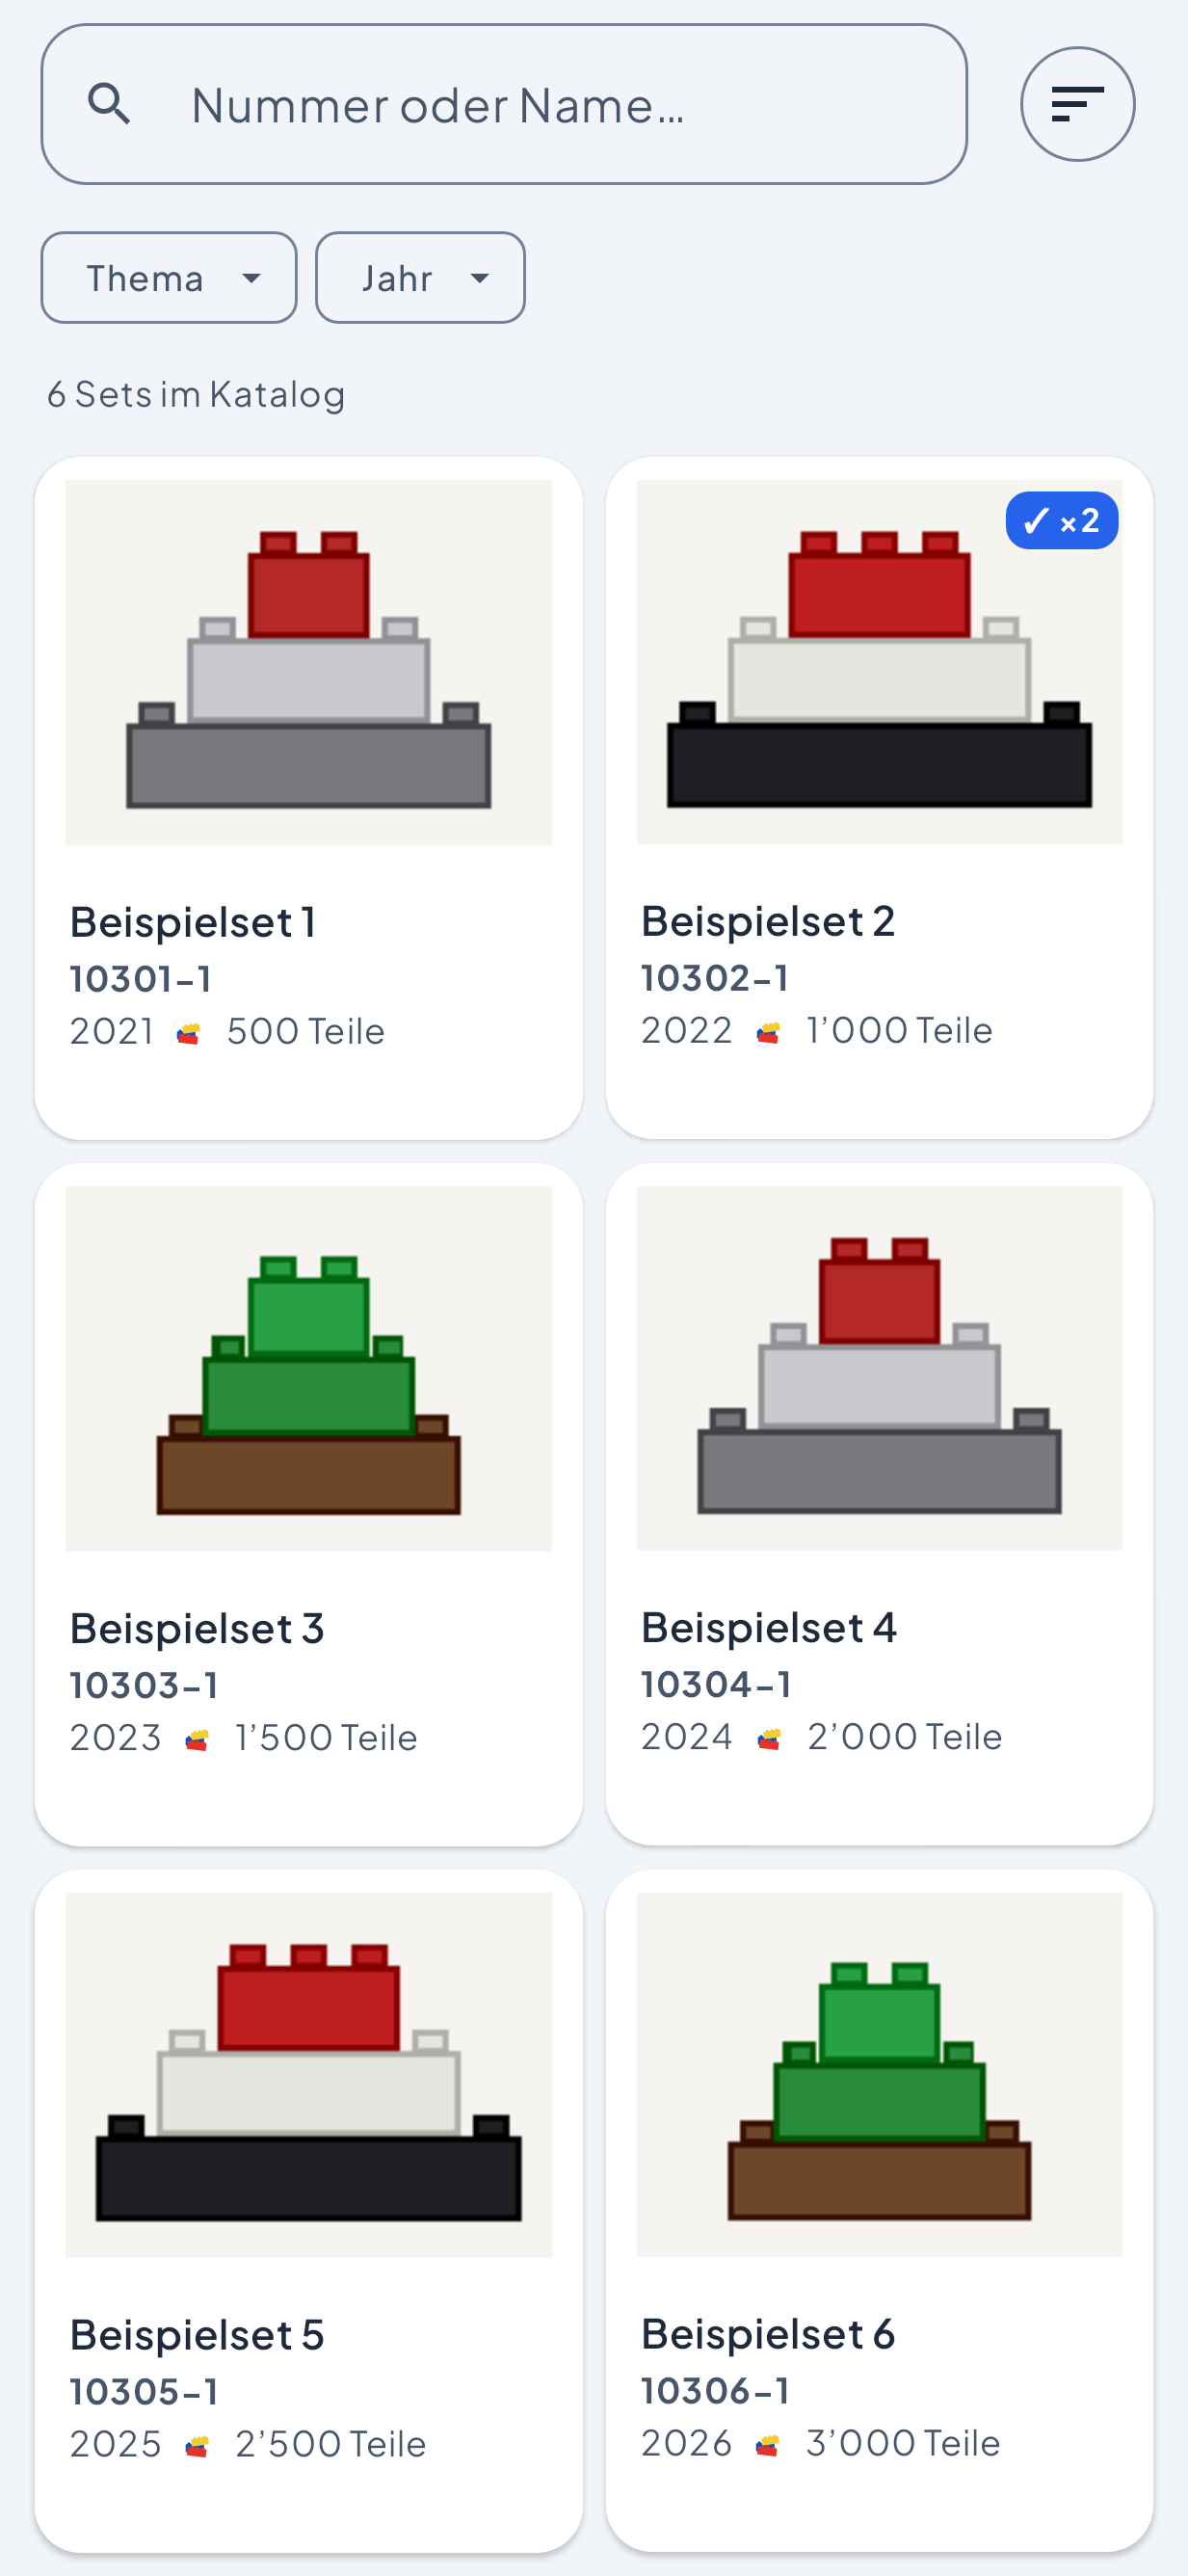 Nummer oder Name…
Thema
Jahr
6 Sets im Katalog
✓ ×2
Beispielset 1
10301-1
2021 500 Teile
Beispielset 2
10302-1
2022 1’000 Teile
Beispielset 3
10303-1
2023 1’500 Teile
Beispielset 4
10304-1
2024 2’000 Teile
Beispielset 5
10305-1
2025 2’500 Teile
Beispielset 6
10306-1
2026 3’000 Teile